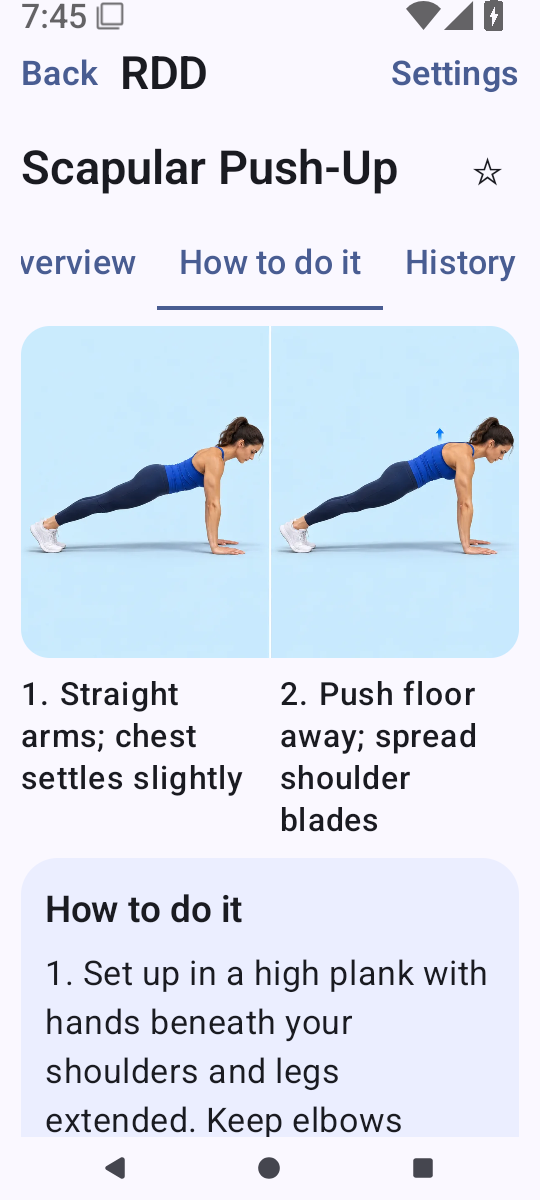 7:45
Back RDD Settings
Scapular Push-Up
verview How to do it History
1. Straight
arms; chest
settles slightly
2. Push floor
away; spread
shoulder
blades
How to do it
1. Set up in a high plank with
hands beneath your
shoulders and legs
extended. Keep elbows